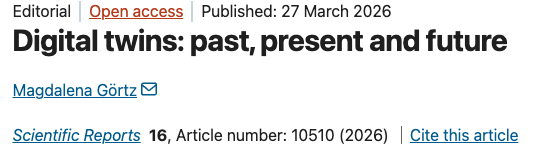 Editorial | Open access | Published: 27 March 2026
Digital twins: past, present and future
Magdalena Görtz
Scientific Reports 16, Article number: 10510 (2026) | Cite this article